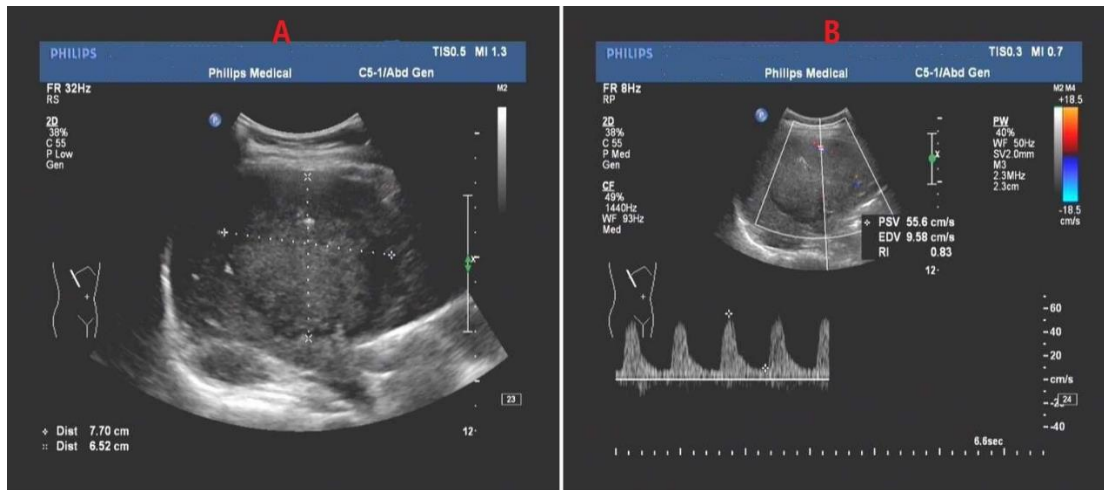 A
PHILIPS
TIS0.5 MI 1.3
Philips Medical C5-1/Abd Gen
FR 32Hz
RS
M2
2D
38%
C 55
P Low
Gen
P
x
23
Dist 7.70 cm
Dist 6.52 cm
12
B
PHILIPS
TIS0.3 MI 0.7
Philips Medical C5-1/Abd Gen
FR 8Hz
RP
M2 M4
+18.5
2D
38%
C 55
P Med
Gen
P
x
PW
40%
WF 50Hz
SV2.0mm
M3
2.3MHz
2.3cm
CF
49%
1440Hz
WF 93Hz
Med
-18.5
cm/s
PSV 55.6 cm/s
EDV 9.58 cm/s
RI 0.83
12
-60
-40
-20
-cm/s
24
-40
6.6sec